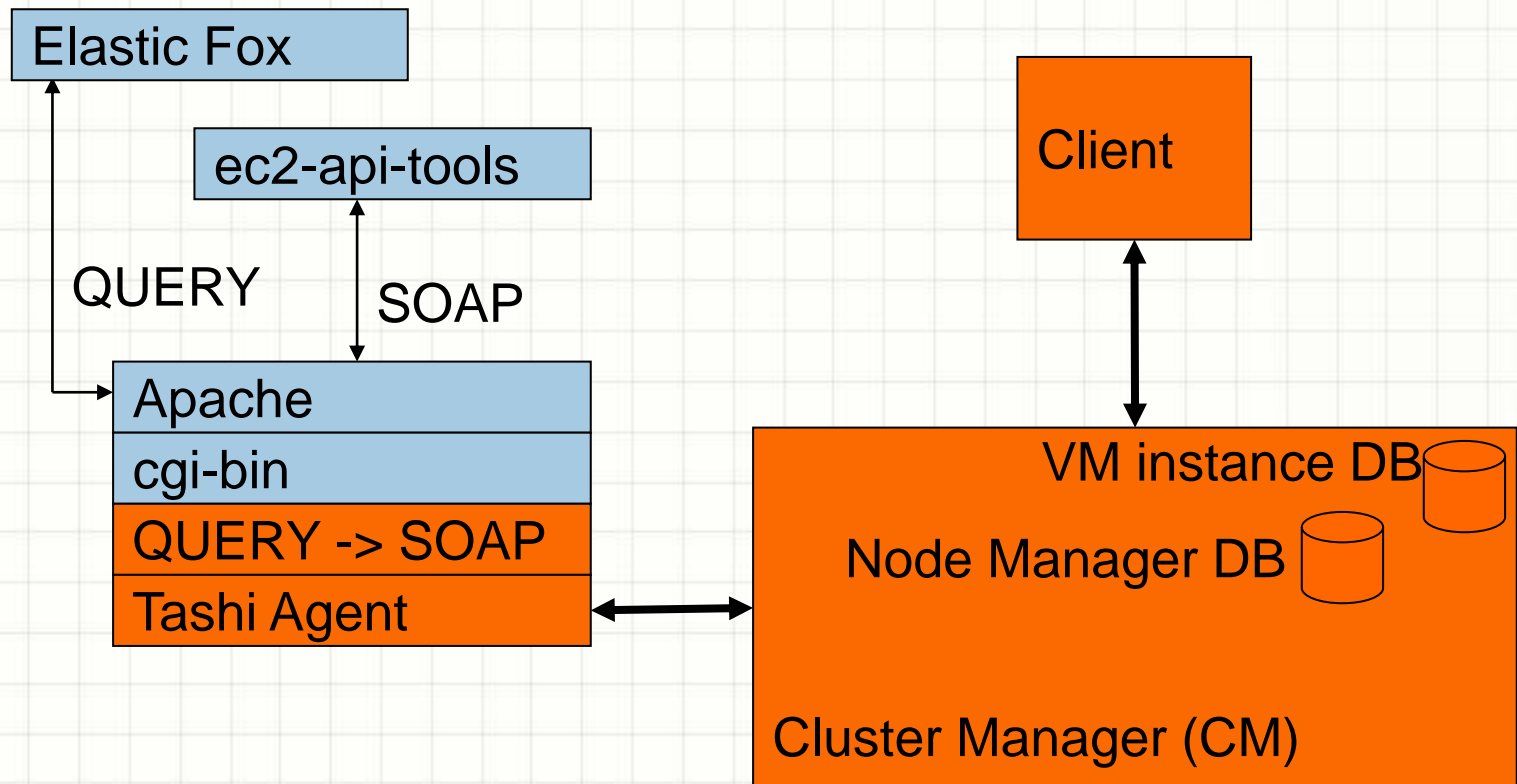 Elastic Fox
ec2-api-tools
Client
QUERY
SOAP
Apache
cgi-bin
QUERY -> SOAP
Tashi Agent
VM instance DB
Node Manager DB
Cluster Manager (CM)